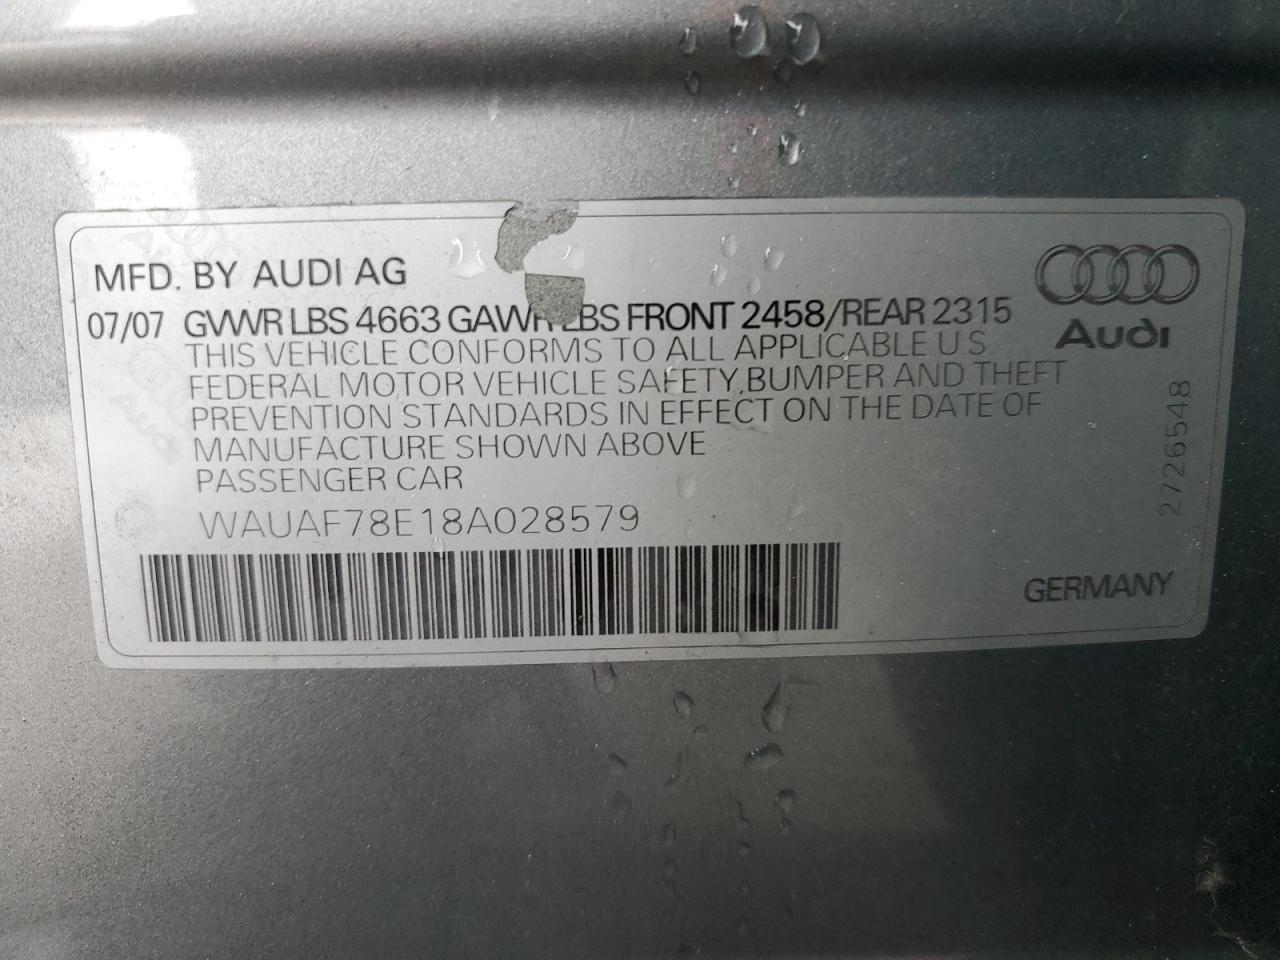 MFD. BY AUDI AG
07/07 GVWR LBS 4663 GAWR LBS FRONT 2458/REAR 2315
THIS VEHICLE CONFORMS TO ALL APPLICABLE U S
FEDERAL MOTOR VEHICLE SAFETY, BUMPER AND THEFT
PREVENTION STANDARDS IN EFFECT ON THE DATE OF
MANUFACTURE SHOWN ABOVE
PASSENGER CAR
WAUAF78E18A028579
Audi
2726548
GERMANY
Audi